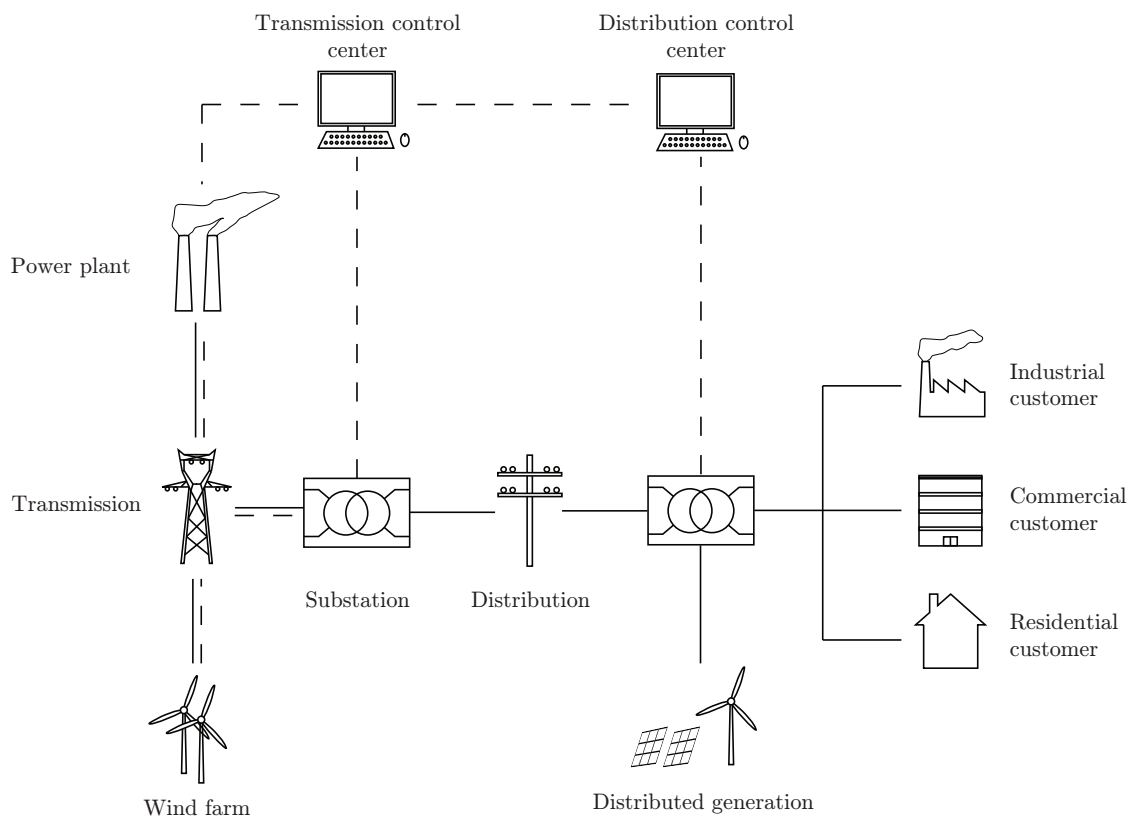 Transmission control
center
Distribution control
center
Power plant
Industrial
customer
Transmission
Commercial
customer
Substation
Distribution
Residential
customer
Wind farm
Distributed generation